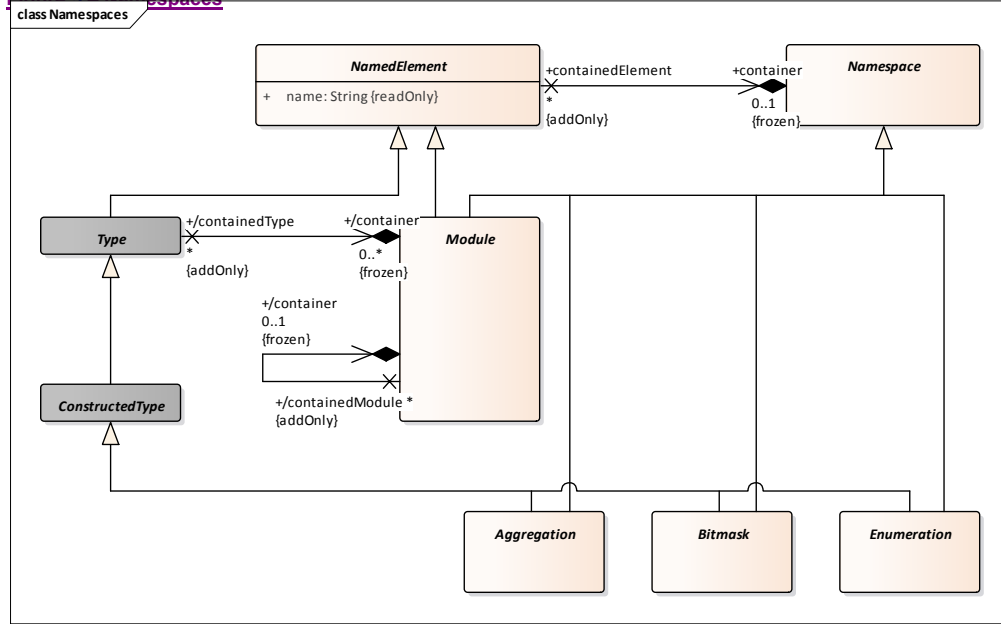 class Namespaces
NamedElement
+ name: String {readOnly}
+containedElement
*
{addOnly}
+container
0..1
{frozen}
Namespace
Type
+/containedType
*
{addOnly}
+/container
0..*
{frozen}
Module
+/container
0..1
{frozen}
+/containedModule *
{addOnly}
ConstructedType
Aggregation
Bitmask
Enumeration